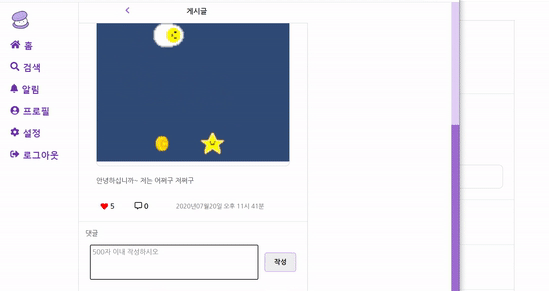 게시글
홈
검색
알림
프로필
설정
로그아웃
안녕하십니까~ 저는 어쩌구 저쩌구
5 0 2020년07월20일 오후 11시 41분
댓글
500자 이내 작성하시오
작성